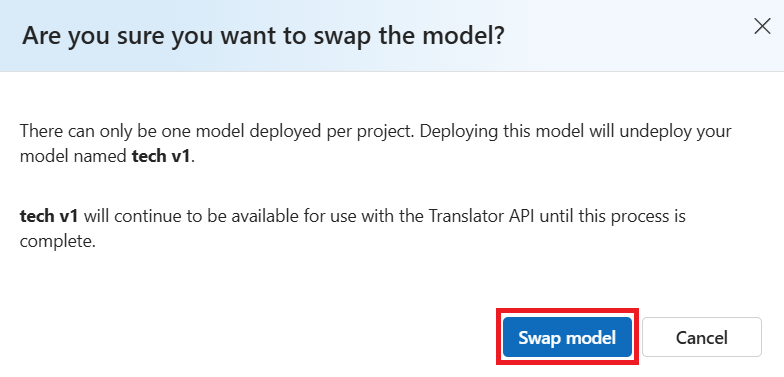 Are you sure you want to swap the model?
There can only be one model deployed per project. Deploying this model will undeploy your
model named tech v1.
tech v1 will continue to be available for use with the Translator API until this process is
complete.
Swap model
Cancel